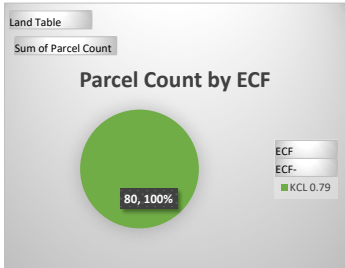 Land Table
Sum of Parcel Count
Parcel Count by ECF
80, 100%
ECF
ECF-
KCL 0.79